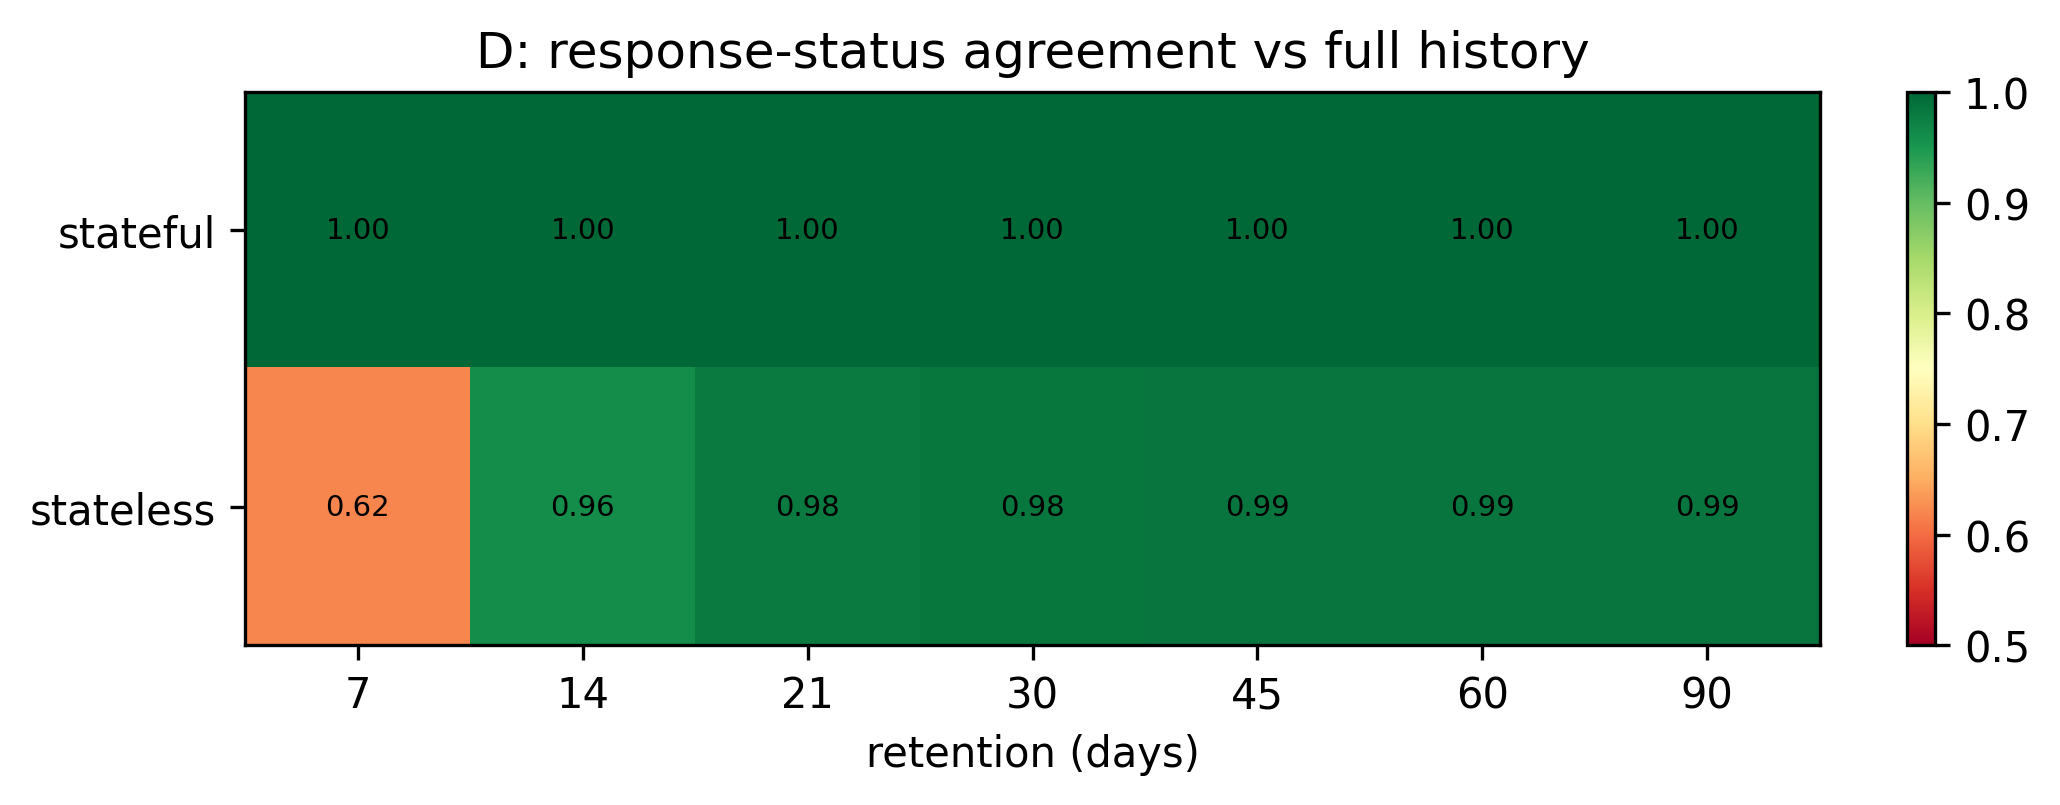 D: response-status agreement vs full history
stateful
1.00 1.00 1.00 1.00 1.00 1.00 1.00
stateless
0.62 0.96 0.98 0.98 0.99 0.99 0.99
7 14 21 30 45 60 90
retention (days)
1.0
0.9
0.8
0.7
0.6
0.5